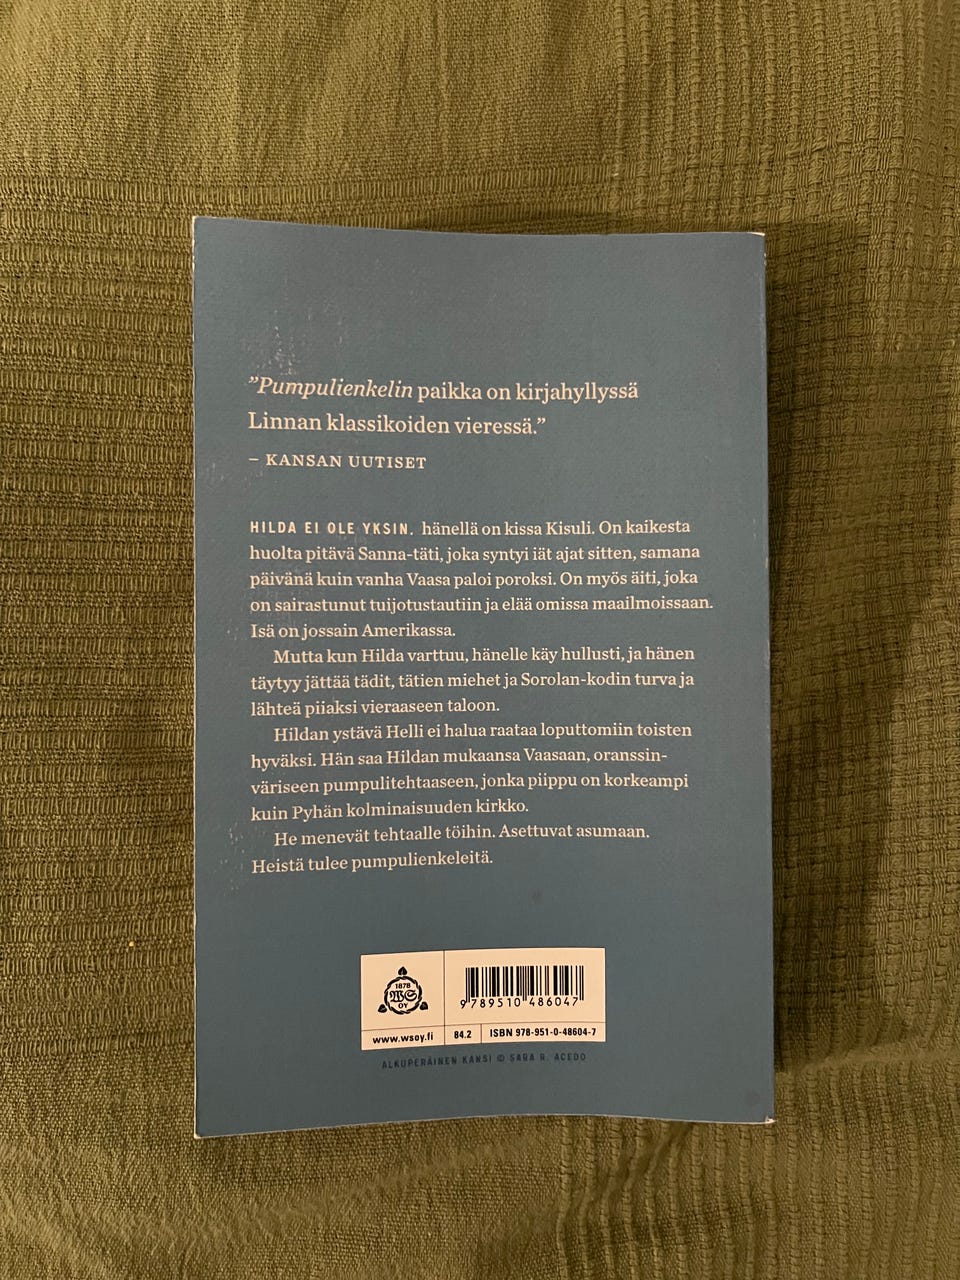 ”Pumpulienkelin paikka on kirjahyllyssä
Linnan klassikoiden vieressä.”
– KANSAN UUTISET
HILDA EI OLE YKSIN. hänellä on kissa Kisuli. On kaikesta
huolta pitävä Sanna-täti, joka syntyi iät ajat sitten, samana
päivänä kuin vanha Vaasa paloi poroksi. On myös äiti, joka
on sairastunut tuijotustautiin ja elää omissa maailmoissaan.
Isä on jossain Amerikassa.
Mutta kun Hilda varttuu, hänelle käy hullusti, ja hänen
täytyy jättää tädit, tätien miehet ja Sorolan-kodin turva ja
lähteä piiaksi vieraaseen taloon.
Hildan ystävä Helli ei halua raataa loputtomiin toisten
hyväksi. Hän saa Hildan mukaansa Vaasaan, oranssin-
väriseen pumpulitehtaaseen, jonka piippu on korkeampi
kuin Pyhän kolminaisuuden kirkko.
He menevät tehtaalle töihin. Asettuvat asumaan.
Heistä tulee pumpulienkeleitä.
1878
WS
OY
9 789510 486047
www.wsoy.fi
84.2
ISBN 978-951-0-48604-7
ALKUPERÄINEN KANSI © SARA R. ACEDO